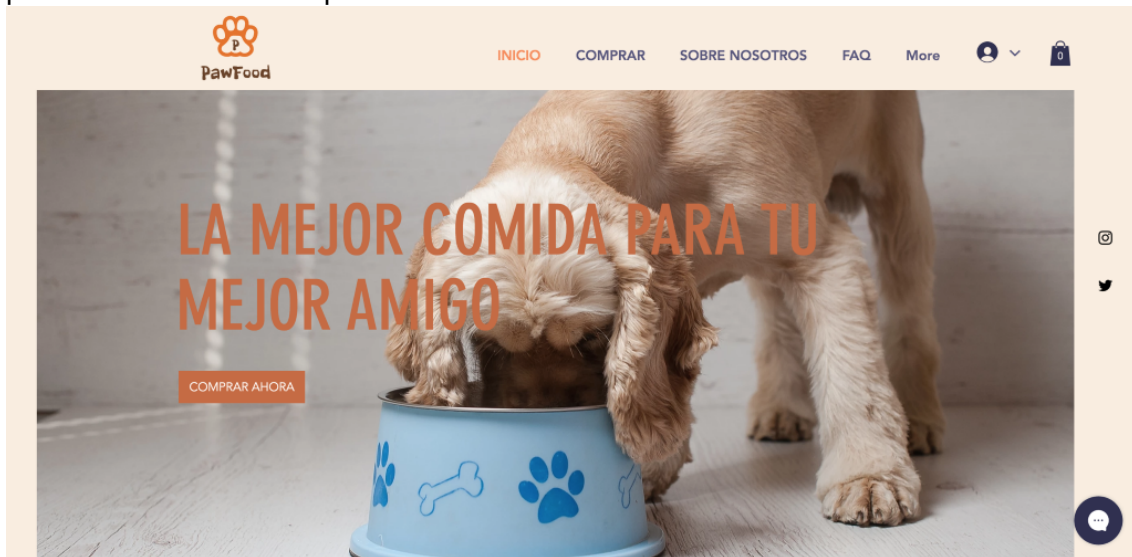 P
PawFood
INICIO COMPRAR SOBRE NOSOTROS FAQ More 0
LA MEJOR COMIDA PARA TU
MEJOR AMIGO
COMPRAR AHORA